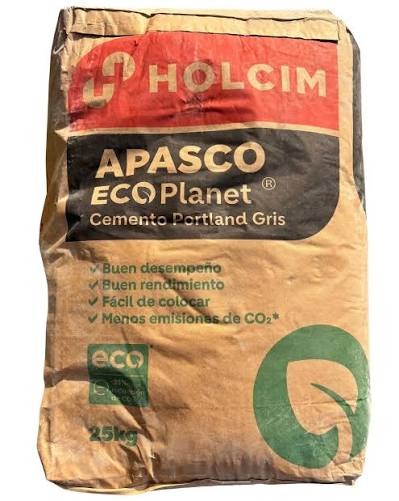 HOLCIM
APASCO
ECOPlanet®
Cemento Portland Gris
✓Buen desempeño
✓Buen rendimiento
✓Fácil de colocar
✓Menos emisiones de CO₂*
eco
25kg